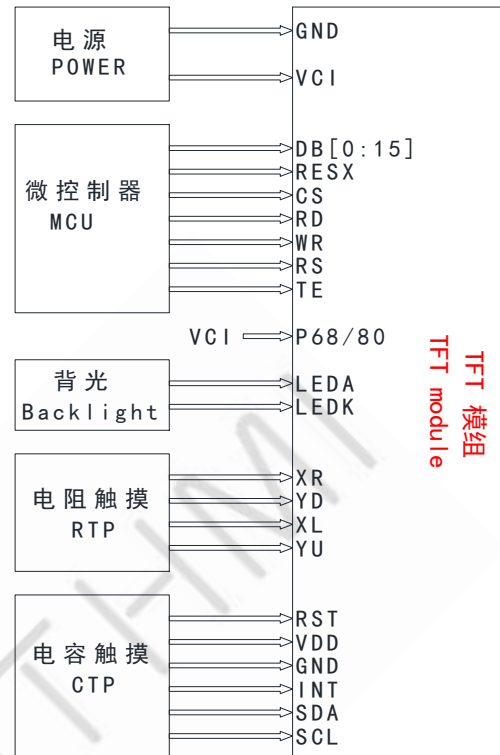 电源
POWER
GND
VCI
微控制器
MCU
DB[0:15]
RESX
CS
RD
WR
RS
TE
VCI
P68/80
背光
Backlight
LEDA
LEDK
电阻触摸
RTP
XR
YD
XL
YU
电容触摸
CTP
RST
VDD
GND
INT
SDA
SCL
TFT 模组
TFT module
THMI